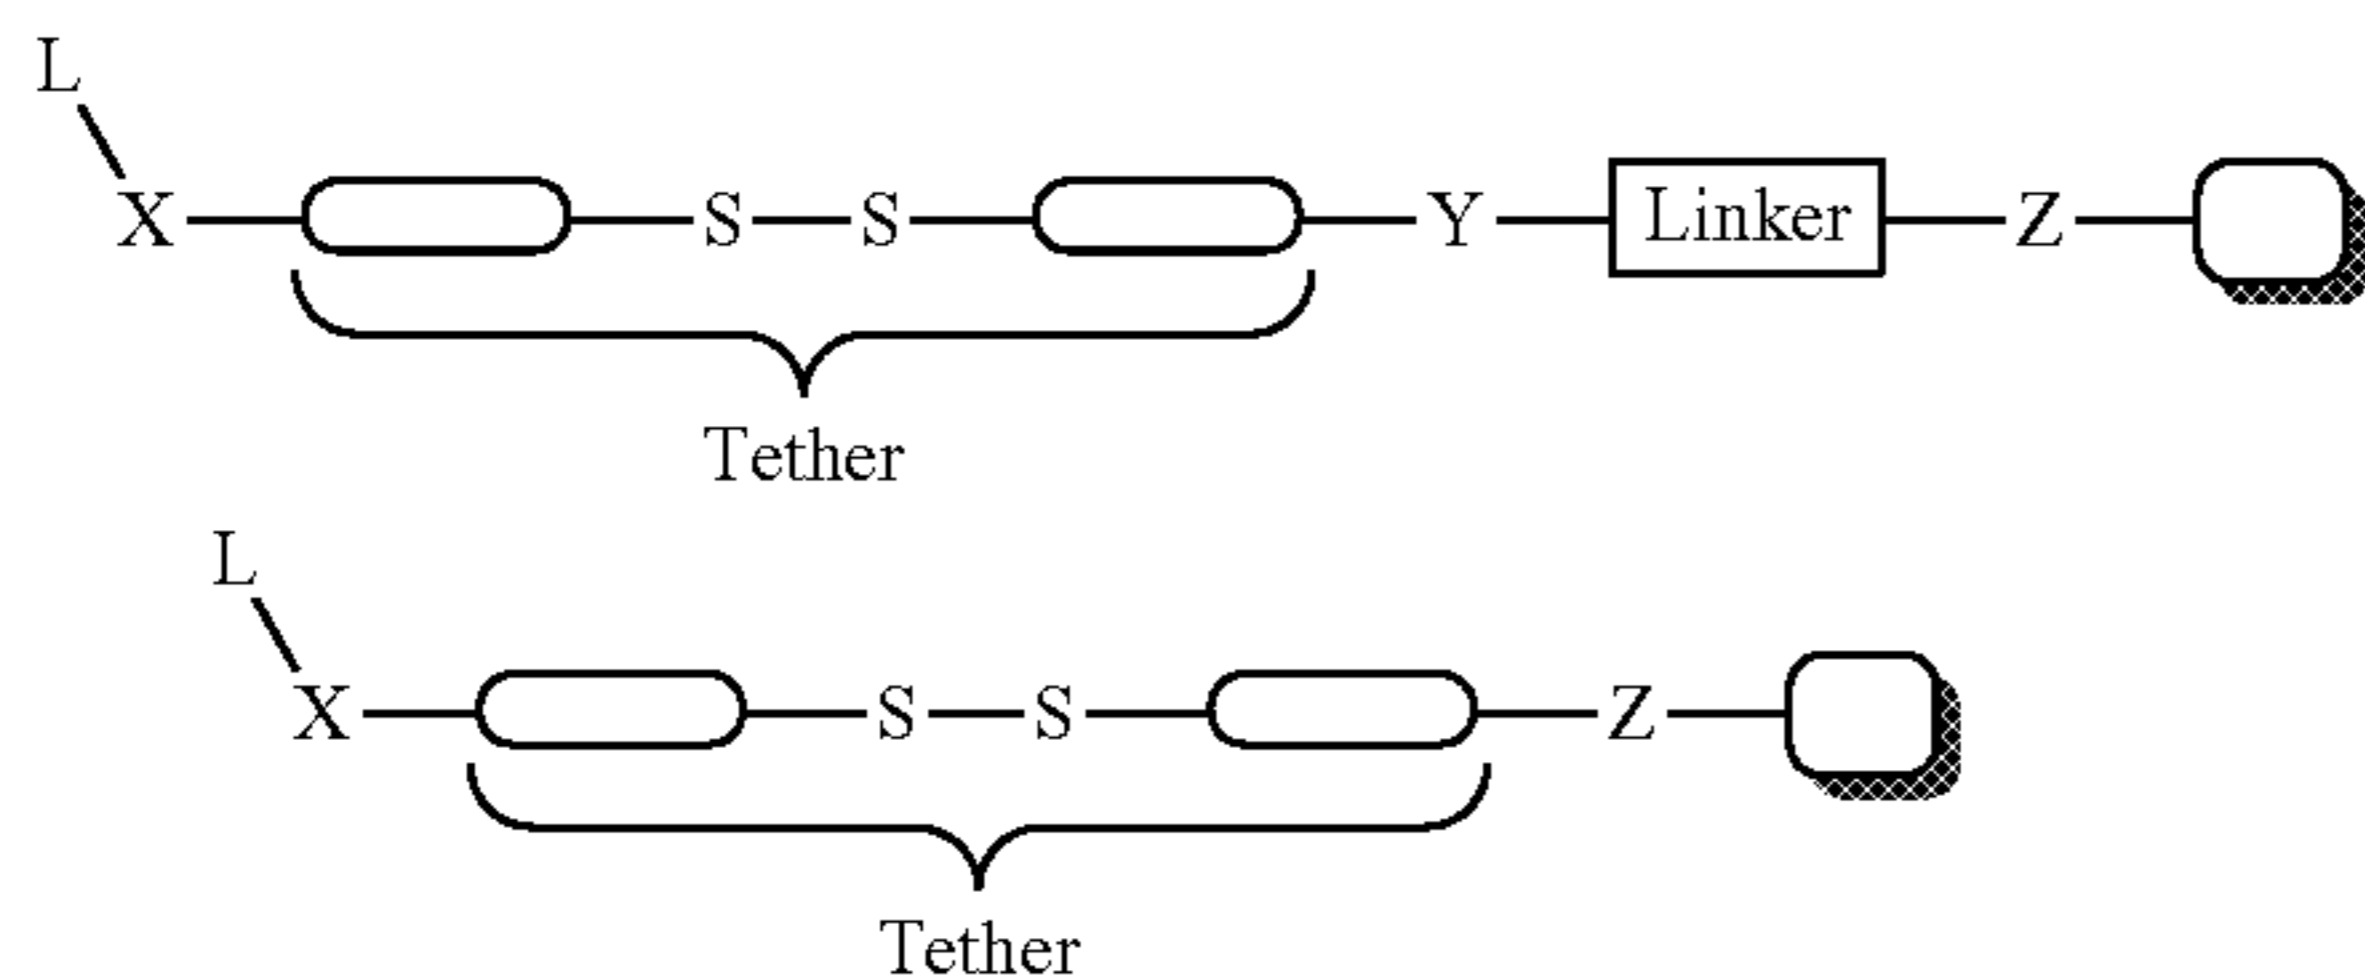 L
X S S Y Linker Z
Tether
L
X S S Z
Tether